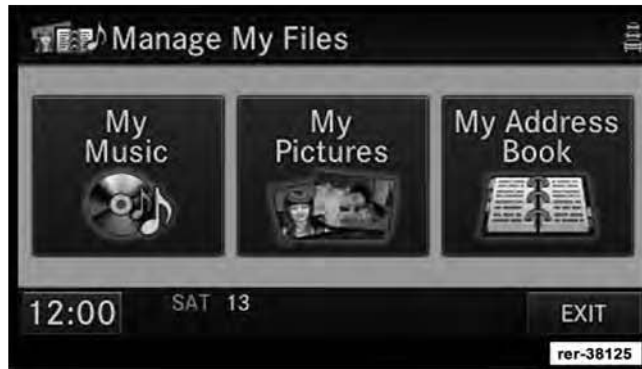 Manage My Files
My
Music
My
Pictures
My Address
Book
12:00
SAT 13
EXIT
rer-38125